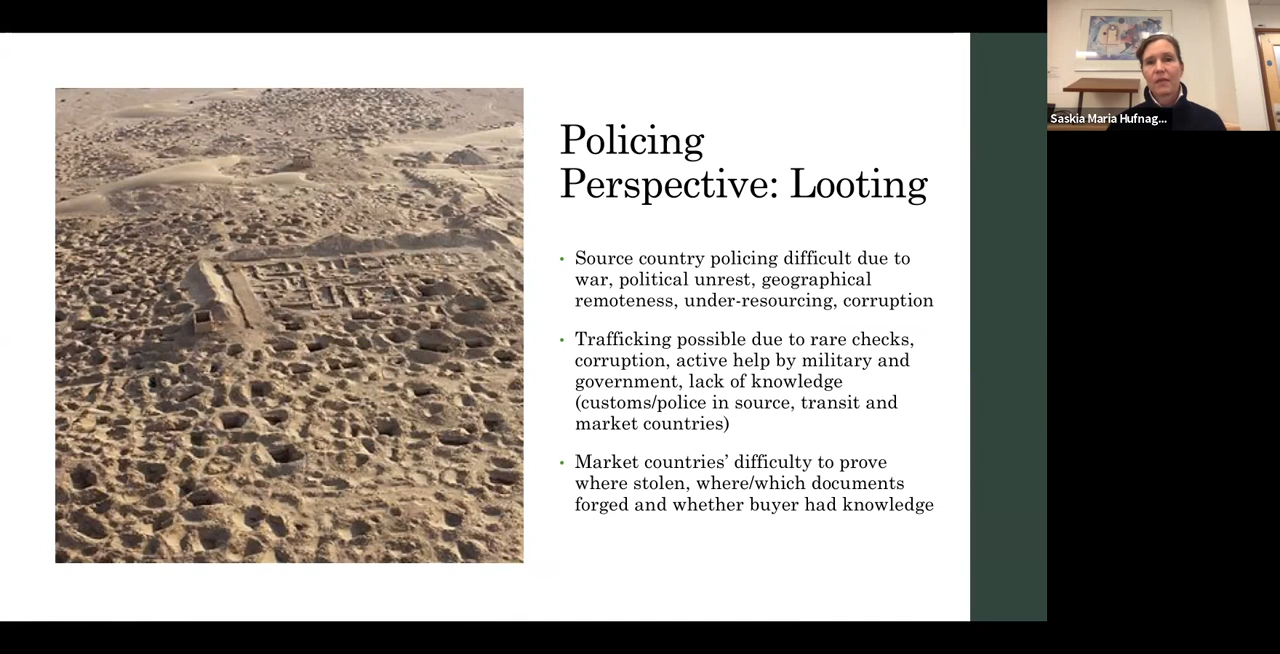 Policing
Perspective: Looting
• Source country policing difficult due to
war, political unrest, geographical
remoteness, under-resourcing, corruption
• Trafficking possible due to rare checks,
corruption, active help by military and
government, lack of knowledge
(customs/police in source, transit and
market countries)
• Market countries’ difficulty to prove
where stolen, where/which documents
forged and whether buyer had knowledge
Saskia Maria Hufnag...